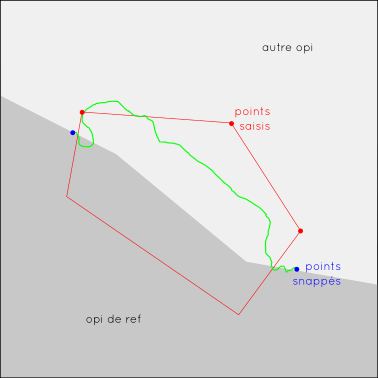 autre opi
points
saisis
points
snappés
opi de ref